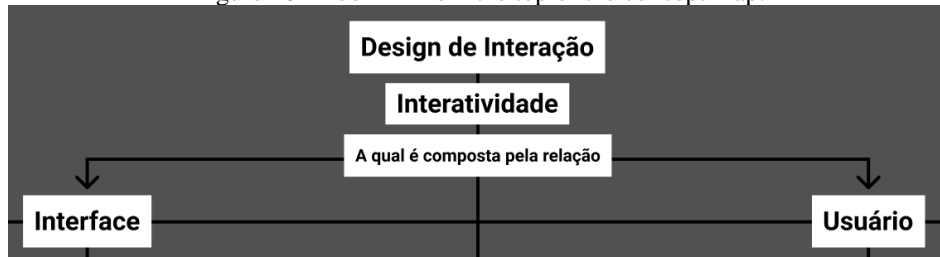 Design de Interação
Interatividade
A qual é composta pela relação
Interface
Usuário